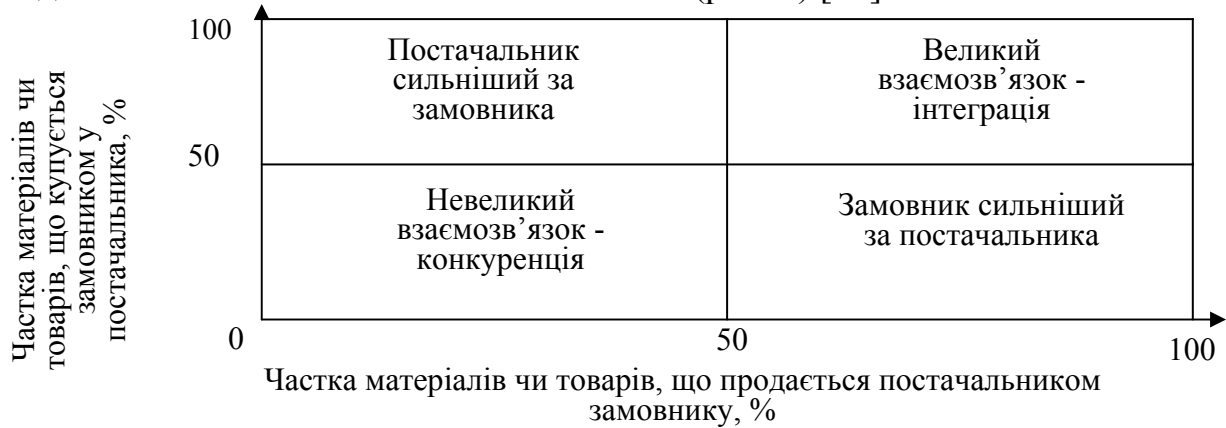 100
Постачальник
сильніший за
замовника
Великий
взаємозв’язок -
інтеграція
Частка матеріалів чи
товарів, що купується
замовником у
постачальника, %
50
Невеликий
взаємозв’язок -
конкуренція
Замовник сильніший
за постачальника
0
50
100
Частка матеріалів чи товарів, що продається постачальником
замовнику, %